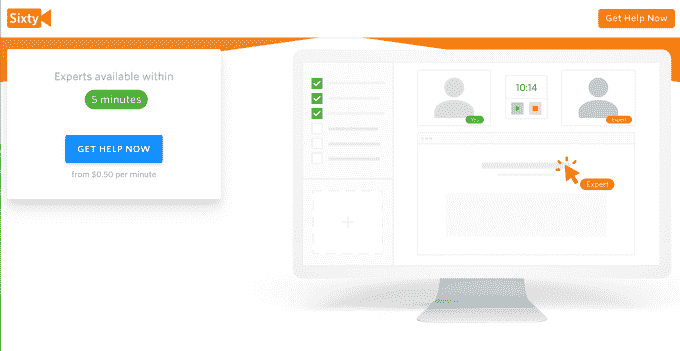 Sixty
Get Help Now
Experts available within
5 minutes
GET HELP NOW
from $0.50 per minute
10:14
You
Expert
Expert